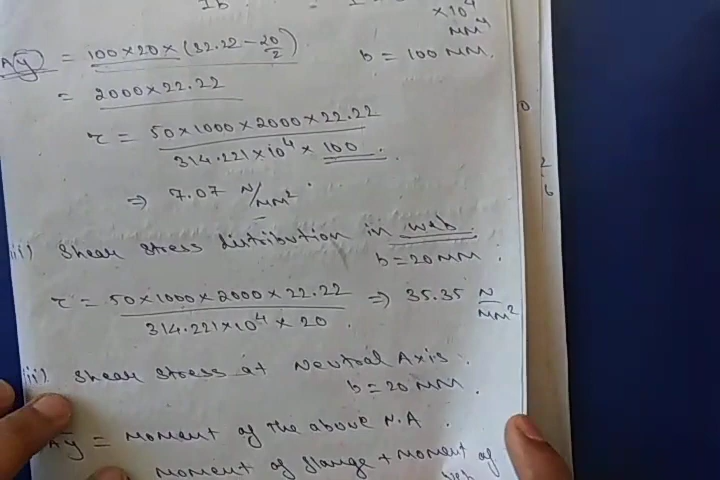 Ib =
×10⁴
MM⁴
Aȳ = 100×20×(32.22-20/2)
b = 100 MM.
= 2000×22.22
τ = 50×1000×2000×22.22 / 314.221×10⁴ × 100.
⇒ 7.07 N/MM²
ii) Shear stress distribution in web.
b = 20 MM.
τ = 50×1000×2000×22.22 / 314.221×10⁴ × 20. ⇒ 35.35 N/MM²
iii) Shear stress at Neutral Axis.
b = 20 MM.
Aȳ = Moment of the above N.A.
Moment of flange + Moment of